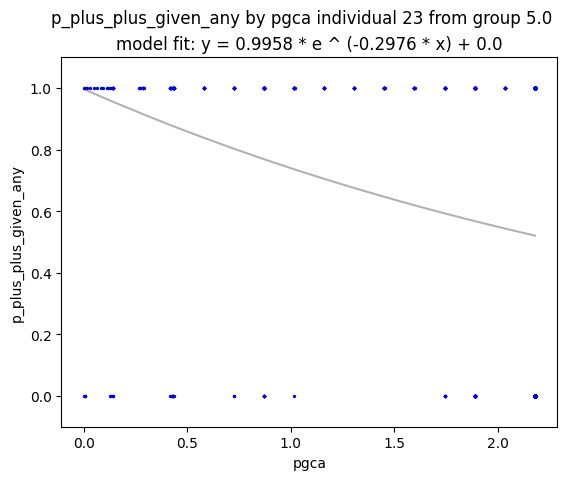 p_plus_plus_given_any by pgca individual 23 from group 5.0
model fit: y = 0.9958 * e ^ (-0.2976 * x) + 0.0
1.0
0.8
0.6
0.4
0.2
0.0
p_plus_plus_given_any
0.0 0.5 1.0 1.5 2.0
pgca